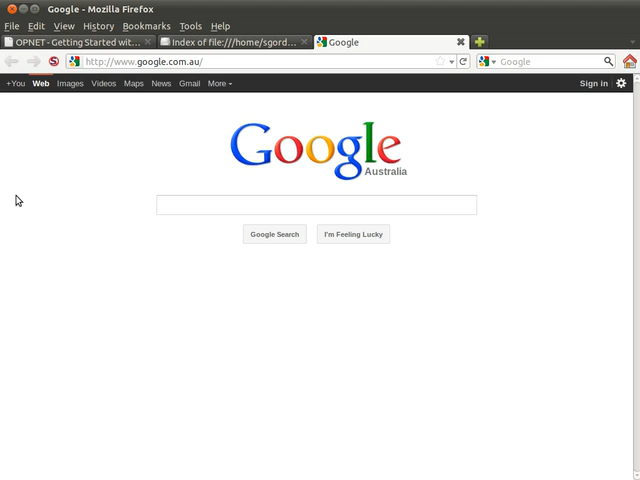 Google - Mozilla Firefox
File Edit View History Bookmarks Tools Help
OPNET - Getting Started wit... Index of file:///home/sgord... Google
http://www.google.com.au/ Google
+You Web Images Videos Maps News Gmail More Sign in
Google
Australia
Google Search I'm Feeling Lucky